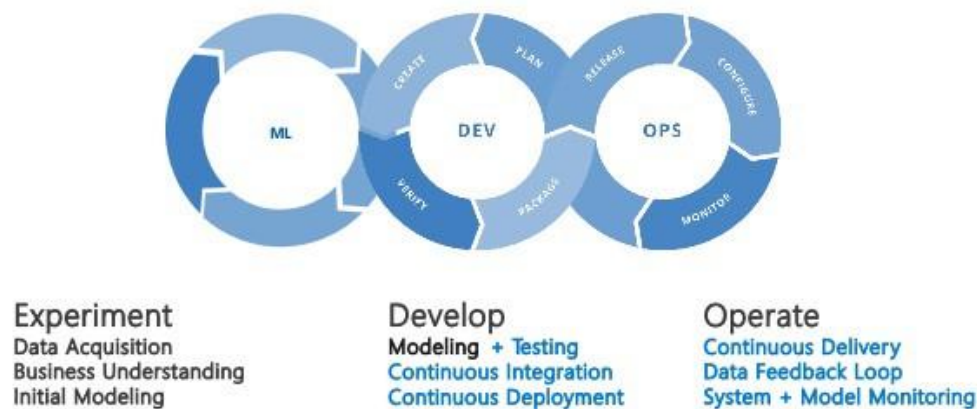 ML
DEV
OPS
CREATE
PLAN
VERIFY
PACKAGE
RELEASE
CONFIGURE
MONITOR
Experiment
Data Acquisition
Business Understanding
Initial Modeling
Develop
Modeling + Testing
Continuous Integration
Continuous Deployment
Operate
Continuous Delivery
Data Feedback Loop
System + Model Monitoring